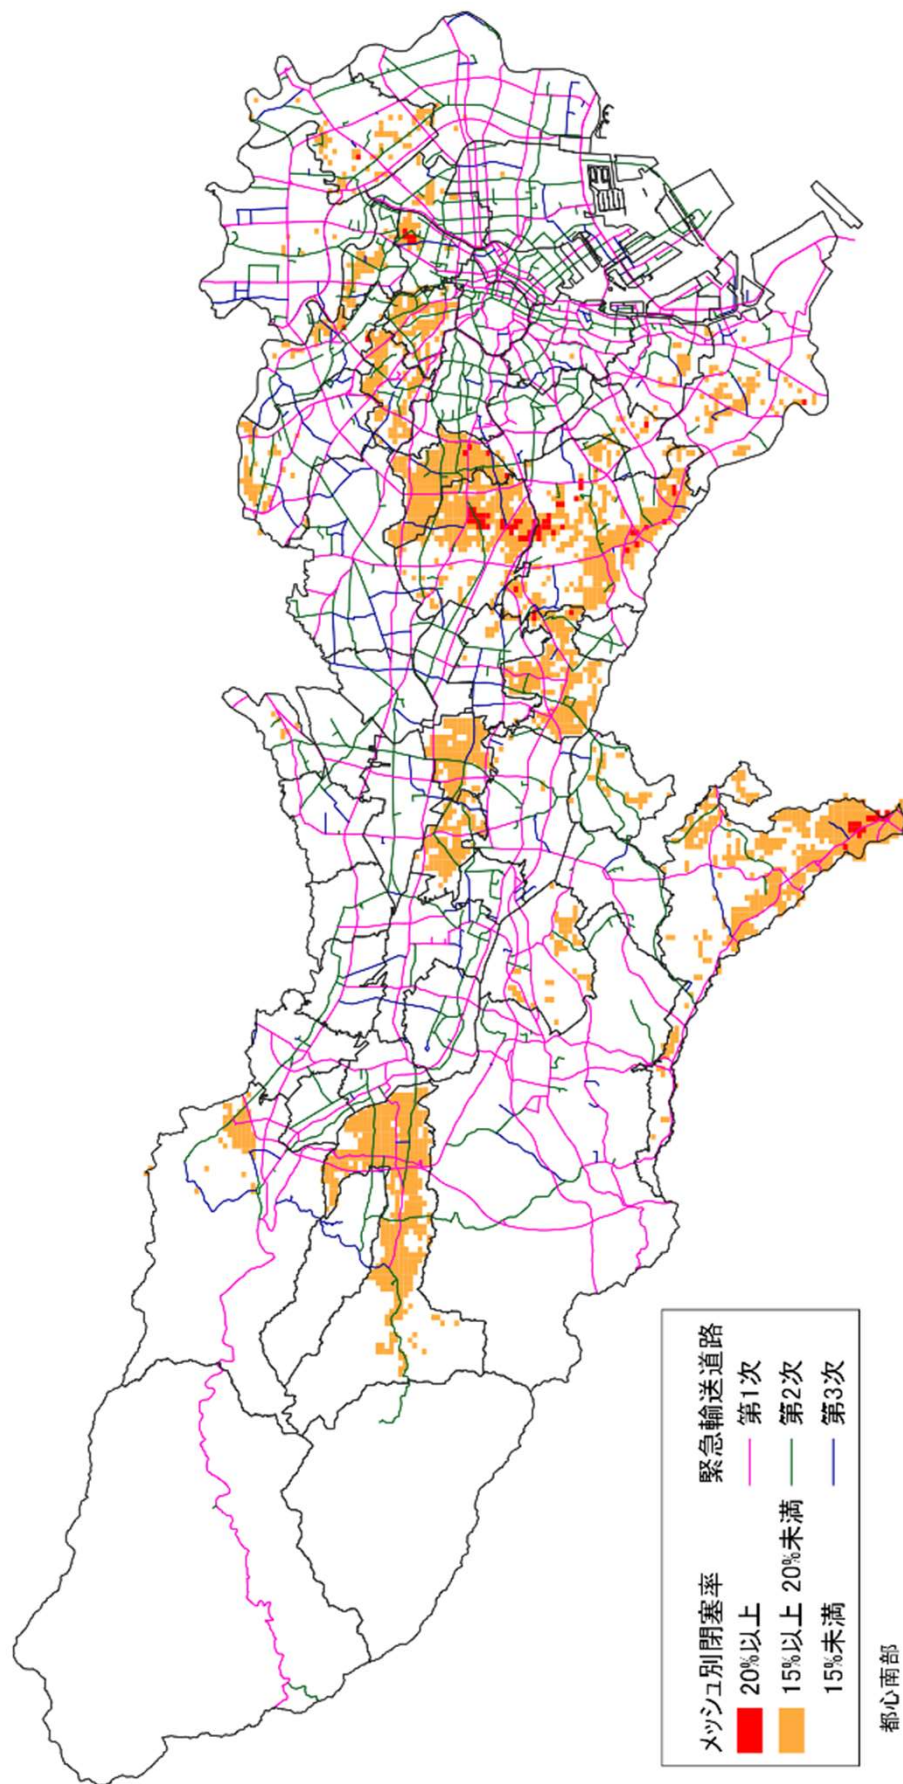 メッシュ別閉塞率
20%以上
15%以上 20%未満
15%未満
緊急輸送道路
第1次
第2次
第3次
都心南部